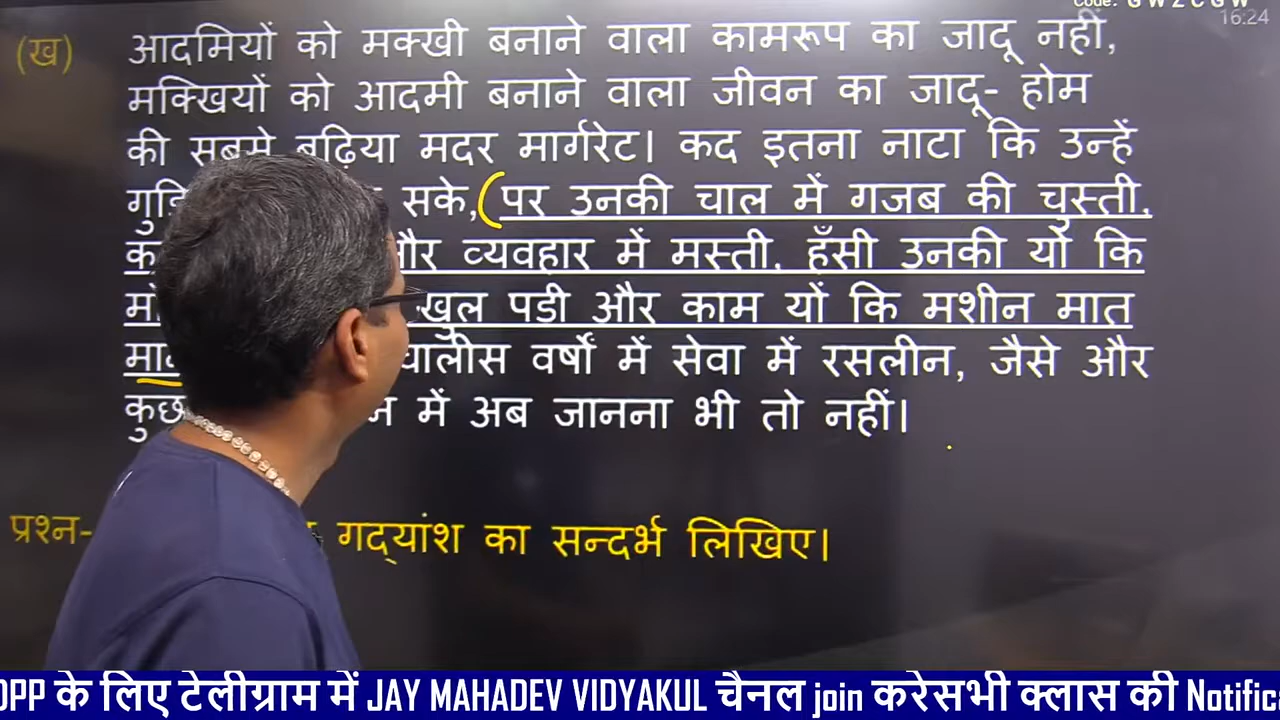 Code: G W Z C G W
16:24
(ख) आदमियों को मक्खी बनाने वाला कामरूप का जादू नहीं,
मक्खियों को आदमी बनाने वाला जीवन का जादू- होम
की सबसे बढ़िया मदर मार्गरेट। कद इतना नाटा कि उन्हें
सके, (पर उनकी चाल में गजब की चुस्ती,
और व्यवहार में मस्ती, हँसी उनकी यों कि
खुल पडी और काम यों कि मशीन मात
चालीस वर्षों में सेवा में रसलीन, जैसे और
कुछ में अब जानना भी तो नहीं।
प्रश्न- गद्यांश का सन्दर्भ लिखिए।
DPP के लिए टेलीग्राम में JAY MAHADEV VIDYAKUL चैनल join करेसभी क्लास की Notific